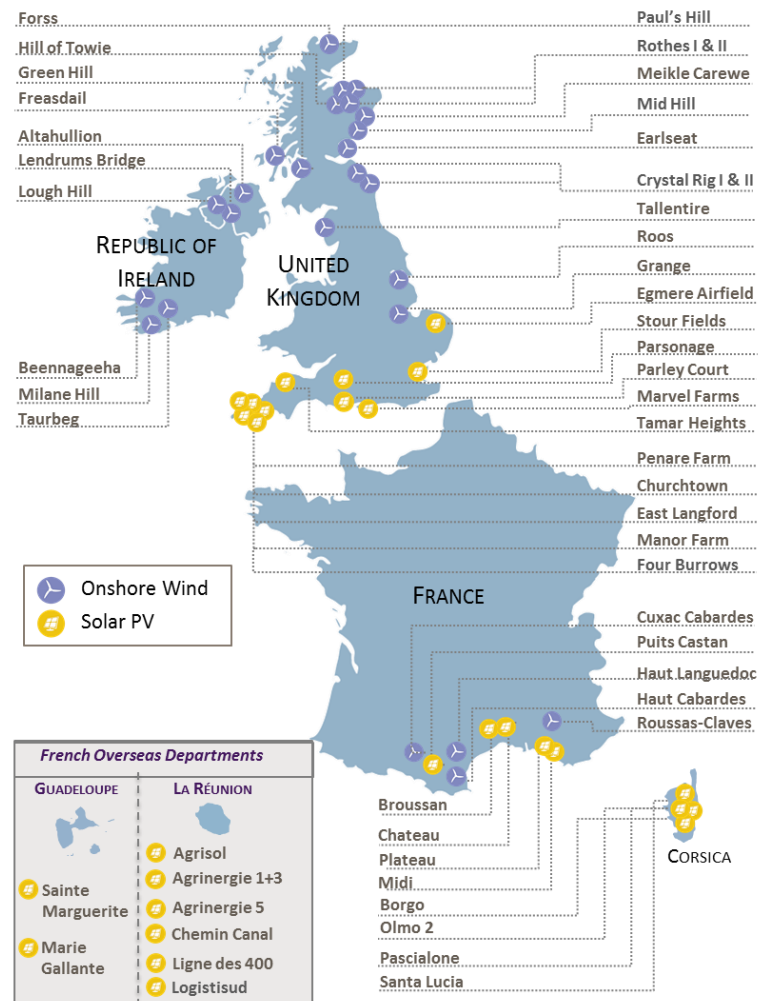 Forss
Hill of Towie
Green Hill
Freasdail
Altahullion
Lendrums Bridge
Lough Hill
Paul's Hill
Rothes I & II
Meikle Carewe
Mid Hill
Earlseat
Crystal Rig I & II
Tallentire
Roos
Grange
Egmere Airfield
Stour Fields
Parsonage
Parley Court
Marvel Farms
Tamar Heights
REPUBLIC OF
IRELAND
UNITED
KINGDOM
Beennageeha
Milane Hill
Taurbeg
Penare Farm
Churchtown
East Langford
Manor Farm
Four Burrows
Onshore Wind
Solar PV
FRANCE
Cuxac Cabardes
Puits Castan
Haut Languedoc
Haut Cabardes
Roussas-Claves
French Overseas Departments
GUADELOUPE
Sainte
Marguerite
Marie
Gallante
LA RÉUNION
Agrisol
Agrinergie 1+3
Agrinergie 5
Chemin Canal
Ligne des 400
Logistisud
Broussan
Chateau
Plateau
Midi
Borgo
Olmo 2
Pascialone
Santa Lucia
CORSICA